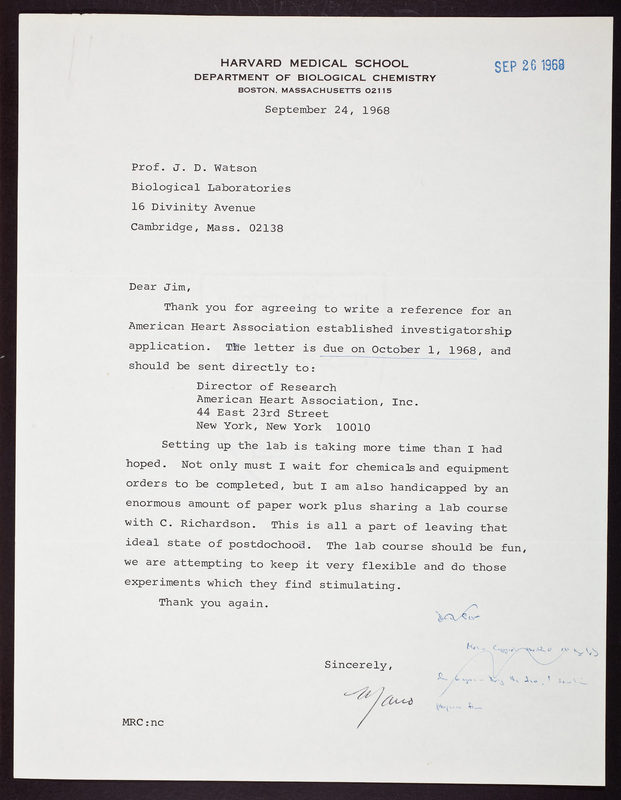 HARVARD MEDICAL SCHOOL
DEPARTMENT OF BIOLOGICAL CHEMISTRY
BOSTON, MASSACHUSETTS 02115
SEP 26 1968
September 24, 1968
Prof. J. D. Watson
Biological Laboratories
16 Divinity Avenue
Cambridge, Mass. 02138
Dear Jim,
Thank you for agreeing to write a reference for an
American Heart Association established investigatorship
application. The letter is due on October 1, 1968, and
should be sent directly to:
Director of Research
American Heart Association, Inc.
44 East 23rd Street
New York, New York 10010
Setting up the lab is taking more time than I had
hoped. Not only must I wait for chemicals and equipment
orders to be completed, but I am also handicapped by an
enormous amount of paper work plus sharing a lab course
with C. Richardson. This is all a part of leaving that
ideal state of postdochood. The lab course should be fun,
we are attempting to keep it very flexible and do those
experiments which they find stimulating.
Thank you again.
Sincerely,
MRC:nc